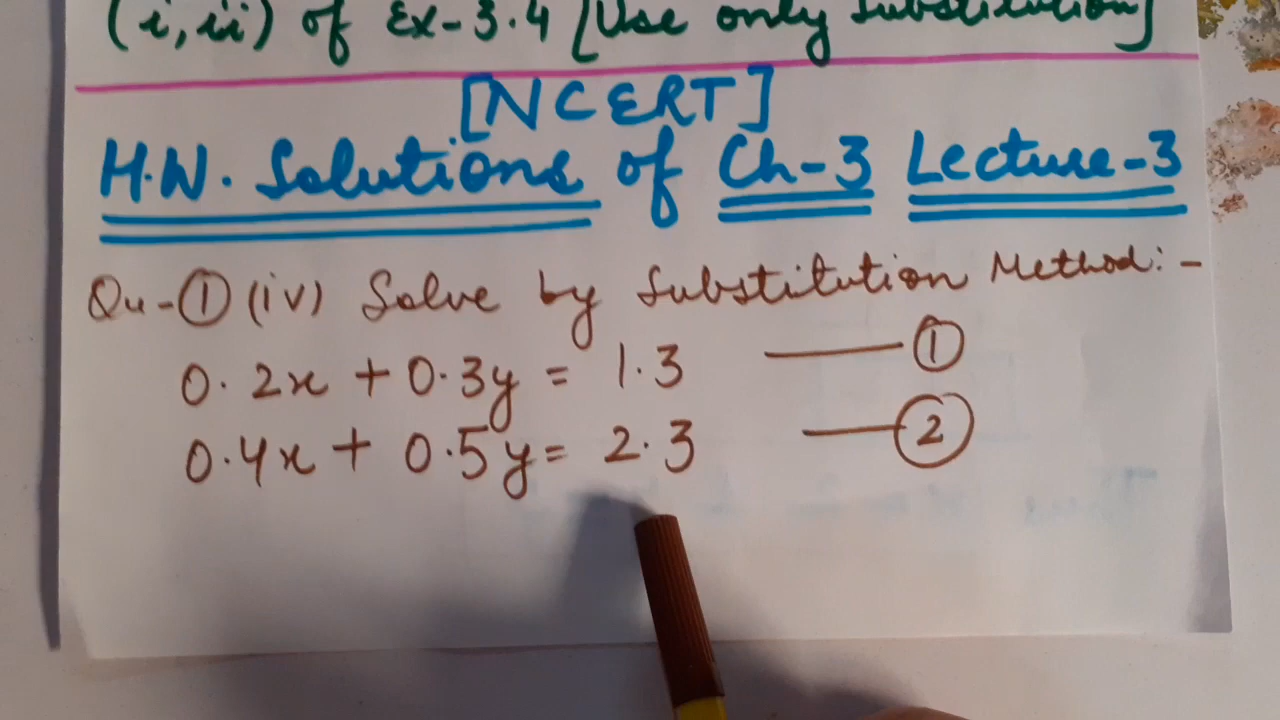 (i, ii) of Ex-3.4 [Use only substitution]
[NCERT]
H.W. Solutions of Ch-3 Lecture-3
Qu-① (iv) Solve by Substitution Method:-
0.2x + 0.3y = 1.3 —— ①
0.4x + 0.5y = 2.3 —— ②